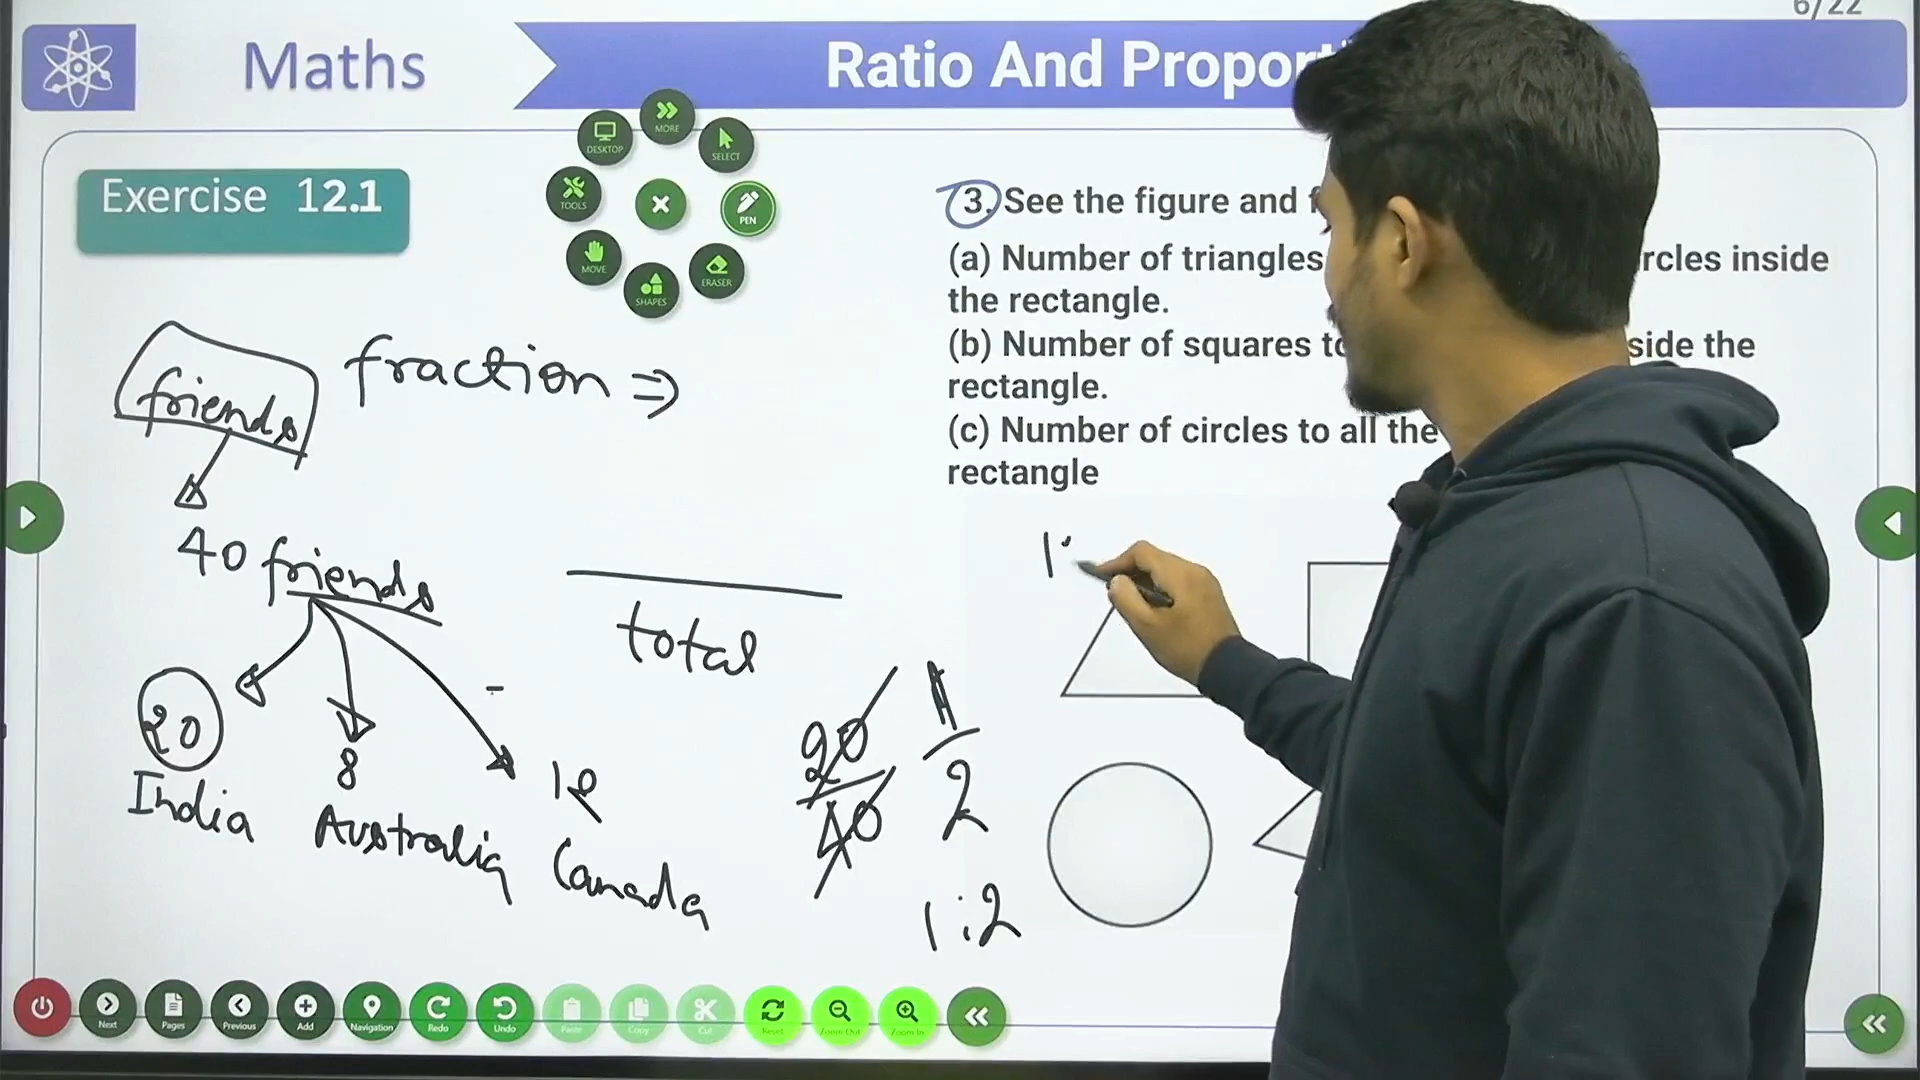 6/22
Maths
Ratio And Proporti
Exercise 12.1
MORE
DESKTOP
SELECT
TOOLS
PEN
MOVE
ERASER
SHAPES
3. See the figure and f
(a) Number of triangles rcles inside
the rectangle.
(b) Number of squares to side the
rectangle.
(c) Number of circles to all the
rectangle
friends
fraction ⇒
40 friends
total
20
India
8
Australia
12
Canada
20
40
1
2
1:2
1:
Next
Pages
Previous
Add
Navigation
Redo
Undo
Paste
Copy
Cut
Reset
Zoom Out
Zoom In